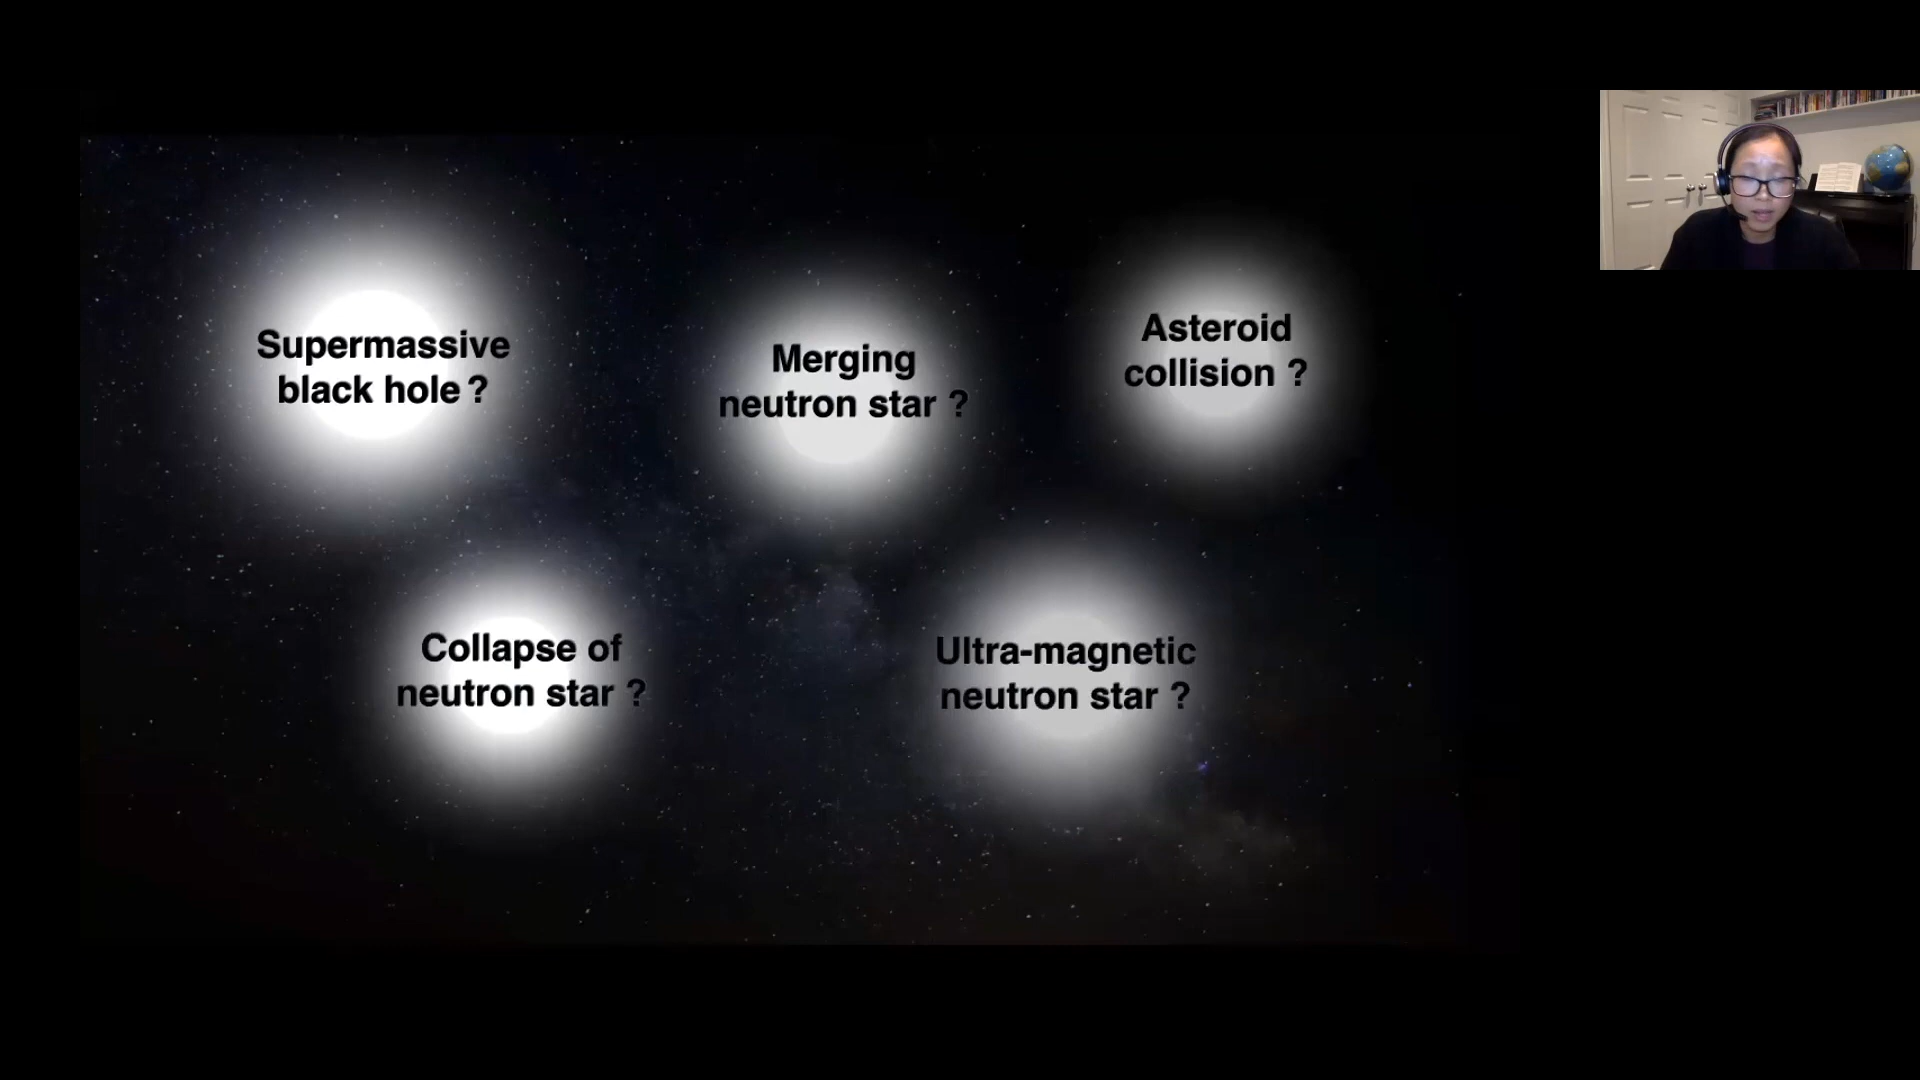 Supermassive
black hole ?
Merging
neutron star ?
Asteroid
collision ?
Collapse of
neutron star ?
Ultra-magnetic
neutron star ?